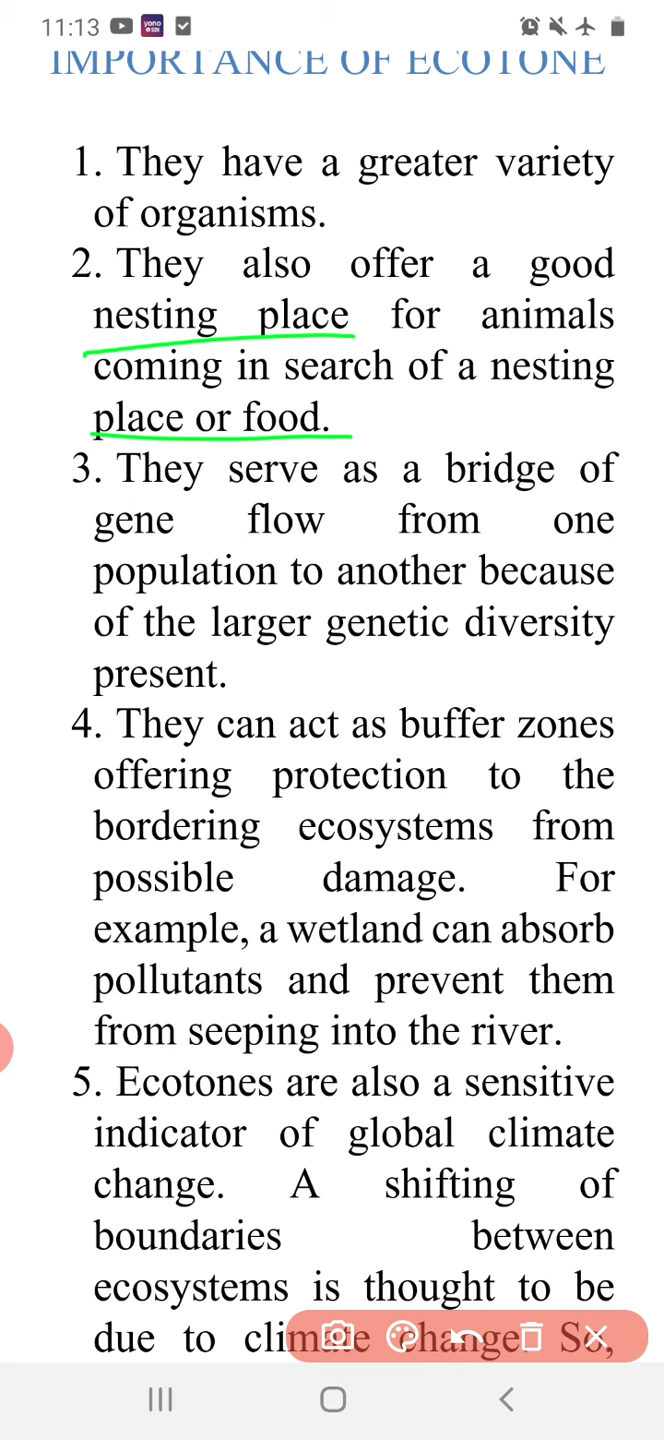 11:13
yono
SBI
IMPORTANCE OF ECOTONE
1. They have a greater variety
of organisms.
2. They also offer a good
nesting place for animals
coming in search of a nesting
place or food.
3. They serve as a bridge of
gene flow from one
population to another because
of the larger genetic diversity
present.
4. They can act as buffer zones
offering protection to the
bordering ecosystems from
possible damage. For
example, a wetland can absorb
pollutants and prevent them
from seeping into the river.
5. Ecotones are also a sensitive
indicator of global climate
change. A shifting of
boundaries between
ecosystems is thought to be
due to climate change. So,